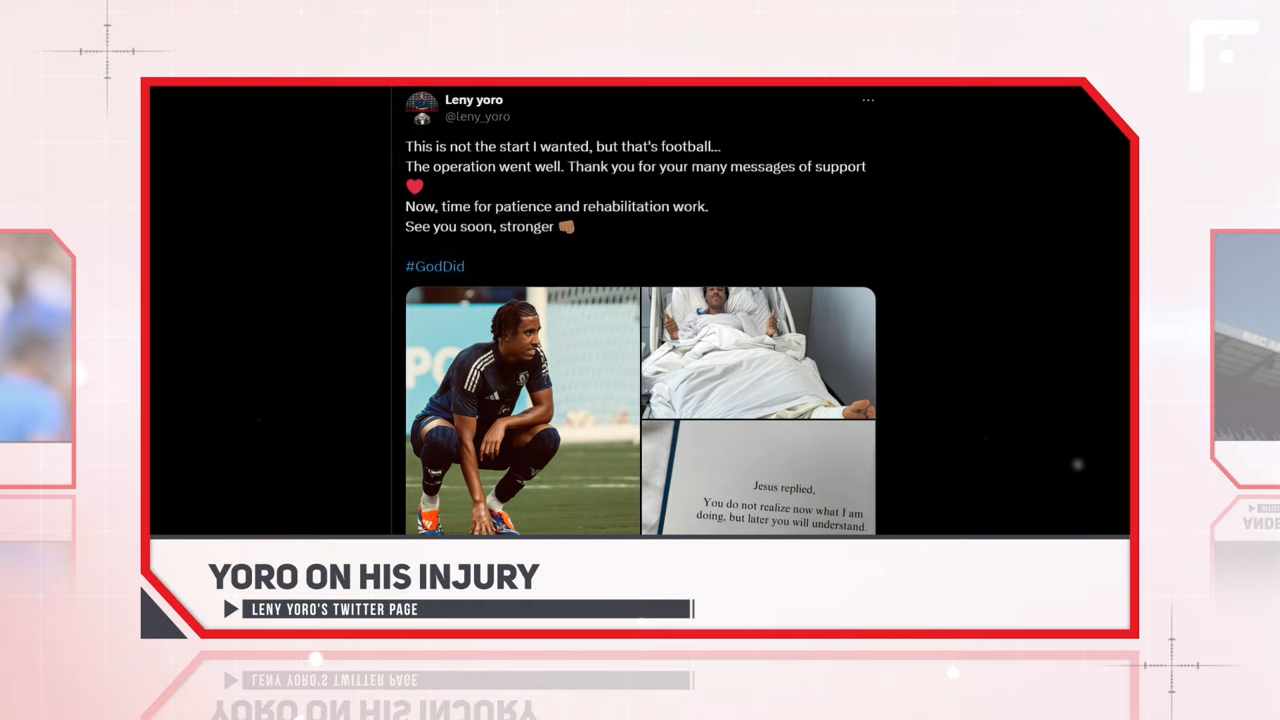 Leny yoro
@leny_yoro
...
This is not the start I wanted, but that's football...
The operation went well. Thank you for your many messages of support
❤️
Now, time for patience and rehabilitation work.
See you soon, stronger 👊🏽
#GodDid
PO
Jesus replied,
You do not realize now what I am
doing, but later you will understand.
YORO ON HIS INJURY
LENY YORO'S TWITTER PAGE
LENY YORO'S TWITTER PAGE
YORO ON HIS INJURY
ANDE